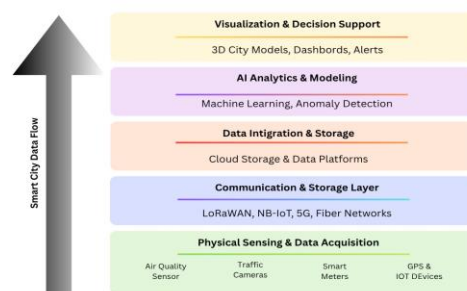 Visualization & Decision Support
3D City Models, Dashbords, Alerts
AI Analytics & Modeling
Machine Learning, Anomaly Detection
Data Intigration & Storage
Cloud Storage & Data Platforms
Communication & Storage Layer
LoRaWAN, NB-IoT, 5G, Fiber Networks
Physical Sensing & Data Acquisition
Air Quality
Sensor
Traffic
Cameras
Smart
Meters
GPS &
IOT DEvices
Smart City Data Flow